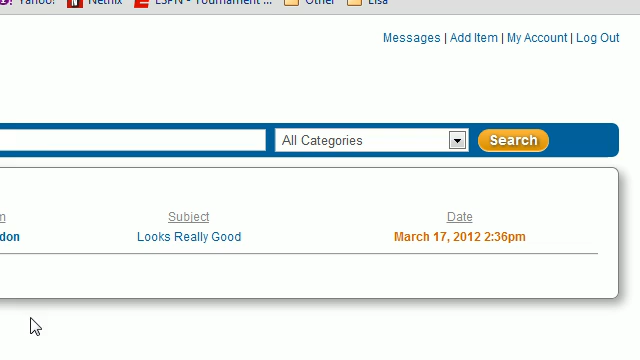 Yahoo! Netflix ESPN - Tournament ... Other Lisa
Messages | Add Item | My Account | Log Out
All Categories Search
m Subject Date
don Looks Really Good March 17, 2012 2:36pm